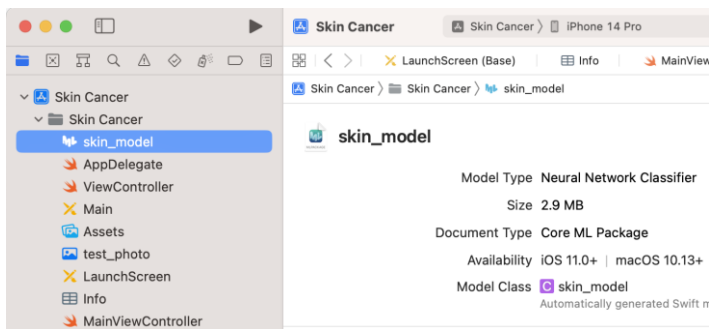 Skin Cancer
Skin Cancer
iPhone 14 Pro
LaunchScreen (Base)
Info
MainView
Skin Cancer
Skin Cancer
skin_model
Skin Cancer
Skin Cancer
skin_model
AppDelegate
ViewController
Main
Assets
test_photo
LaunchScreen
Info
MainViewController
skin_model
Model Type Neural Network Classifier
Size 2.9 MB
Document Type Core ML Package
Availability iOS 11.0+ | macOS 10.13+
Model Class C skin_model
Automatically generated Swift m